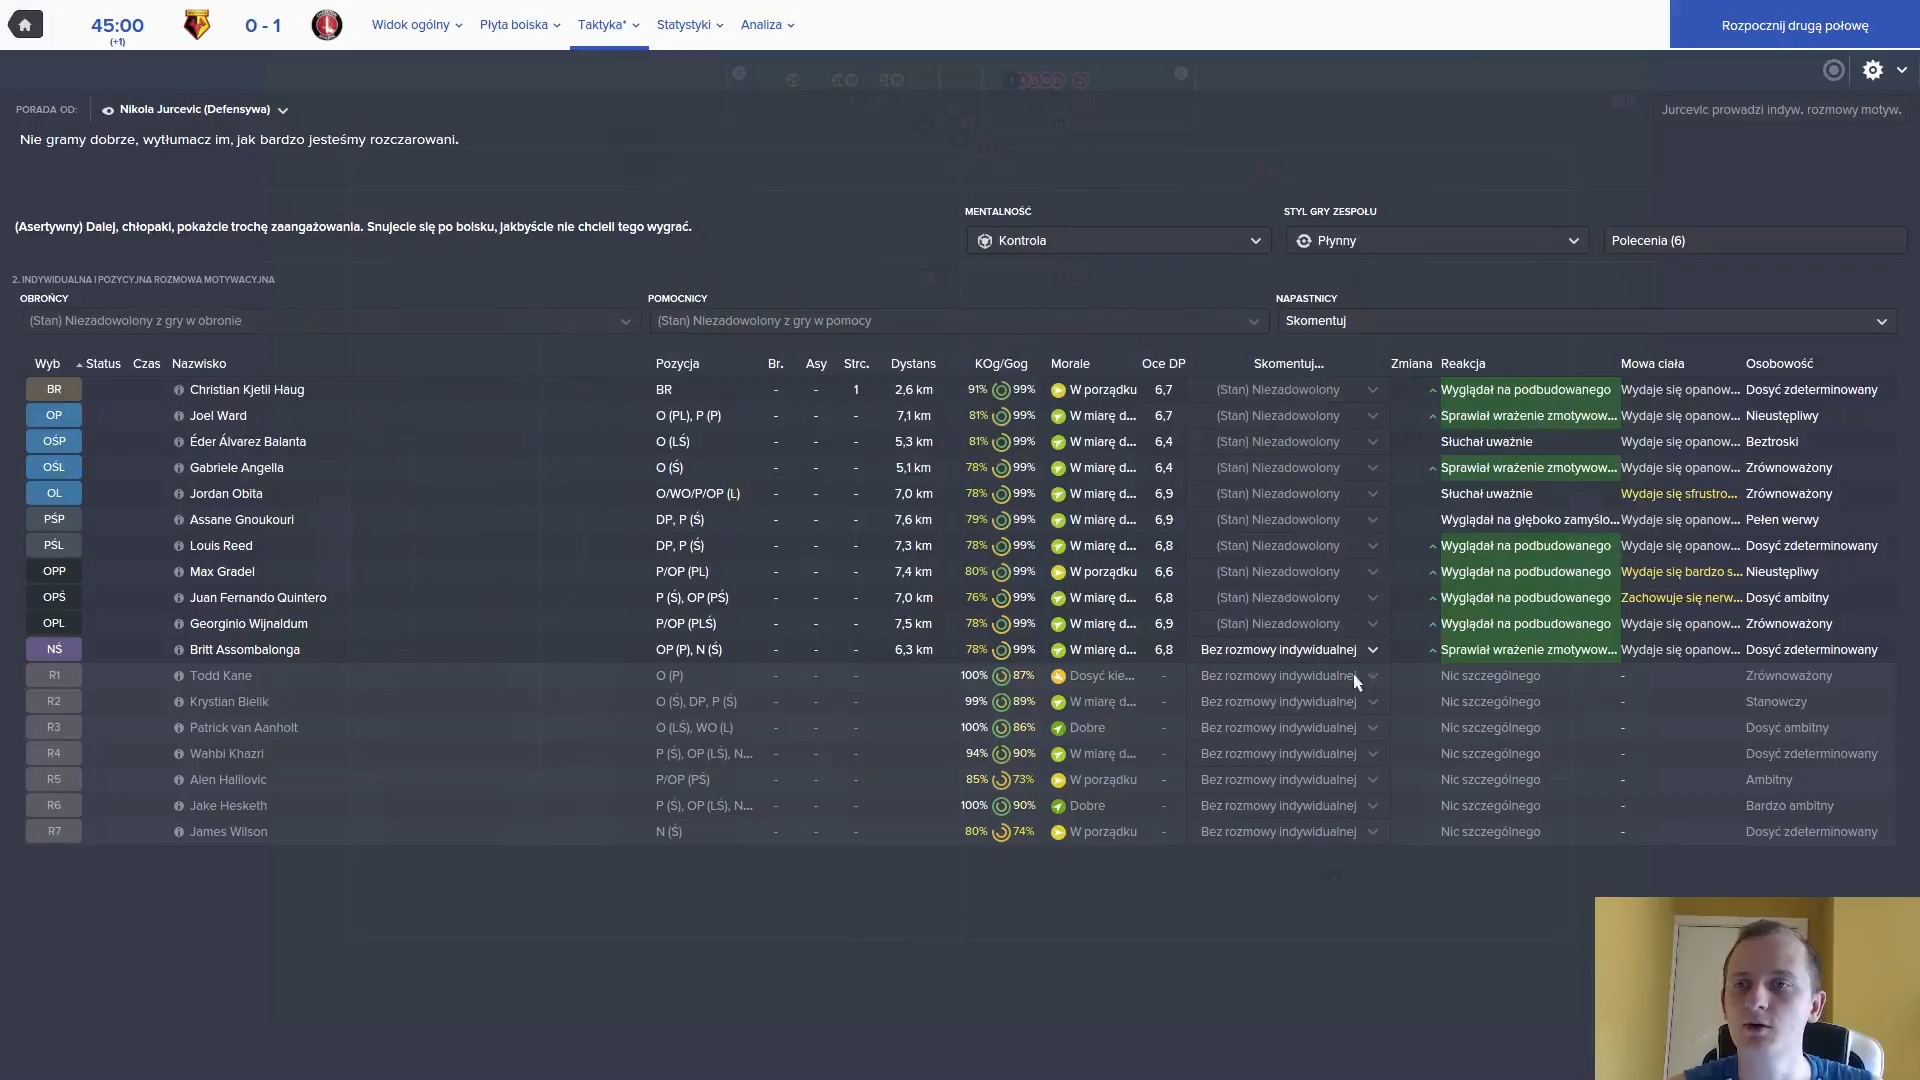 45:00
(+1)
0 - 1
Widok ogólny
Płyta boiska
Taktyka*
Statystyki
Analiza
Rozpocznij drugą połowę
PORADA OD:
Nikola Jurcevic (Defensywa)
Jurcevic prowadzi indyw. rozmowy motyw.
Nie gramy dobrze, wytłumacz im, jak bardzo jesteśmy rozczarowani.
MENTALNOŚĆ
STYL GRY ZESPOŁU
(Asertywny) Dalej, chłopaki, pokażcie trochę zaangażowania. Snujecie się po boisku, jakbyście nie chcieli tego wygrać.
Kontrola
Płynny
Polecenia (6)
2. INDYWIDUALNA I POZYCYJNA ROZMOWA MOTYWACYJNA
OBROŃCY
POMOCNICY
NAPASTNICY
(Stan) Niezadowolony z gry w obronie
(Stan) Niezadowolony z gry w pomocy
Skomentuj
Wyb Status Czas Nazwisko Pozycja Br. Asy Strc. Dystans KOg/Gog Morale Oce DP Skomentuj... Zmiana Reakcja Mowa ciała Osobowość
BR Christian Kjetil Haug BR - - 1 2,6 km 91% 99% W porządku 6,7 (Stan) Niezadowolony Wyglądał na podbudowanego Wydaje się opanow... Dosyć zdeterminowany
OP Joel Ward O (PL), P (P) - - - 7,1 km 81% 99% W miarę d... 6,7 (Stan) Niezadowolony Sprawiał wrażenie zmotywow... Wydaje się opanow... Nieustępliwy
OŚP Éder Álvarez Balanta O (LŚ) - - - 5,3 km 81% 99% W miarę d... 6,4 (Stan) Niezadowolony Słuchał uważnie Wydaje się opanow... Beztroski
OŚL Gabriele Angella O (Ś) - - - 5,1 km 78% 99% W miarę d... 6,4 (Stan) Niezadowolony Sprawiał wrażenie zmotywow... Wydaje się opanow... Zrównoważony
OL Jordan Obita O/WO/P/OP (L) - - - 7,0 km 78% 99% W miarę d... 6,9 (Stan) Niezadowolony Słuchał uważnie Wydaje się sfrustro... Zrównoważony
PŚP Assane Gnoukouri DP, P (Ś) - - - 7,6 km 79% 99% W miarę d... 6,9 (Stan) Niezadowolony Wyglądał na głęboko zamyślo... Wydaje się opanow... Pełen werwy
PŚL Louis Reed DP, P (Ś) - - - 7,3 km 78% 99% W miarę d... 6,8 (Stan) Niezadowolony Wyglądał na podbudowanego Wydaje się opanow... Dosyć zdeterminowany
OPP Max Gradel P/OP (PL) - - - 7,4 km 80% 99% W porządku 6,6 (Stan) Niezadowolony Wyglądał na podbudowanego Wydaje się bardzo s... Nieustępliwy
OPŚ Juan Fernando Quintero P (Ś), OP (PŚ) - - - 7,0 km 76% 99% W miarę d... 6,8 (Stan) Niezadowolony Wyglądał na podbudowanego Zachowuje się nerw... Dosyć ambitny
OPL Georginio Wijnaldum P/OP (PLŚ) - - - 7,5 km 78% 99% W miarę d... 6,9 (Stan) Niezadowolony Wyglądał na podbudowanego Wydaje się opanow... Zrównoważony
NŚ Britt Assombalonga OP (P), N (Ś) - - - 6,3 km 78% 99% W miarę d... 6,8 Bez rozmowy indywidualnej Sprawiał wrażenie zmotywow... Wydaje się opanow... Dosyć zdeterminowany
R1 Todd Kane O (P) - - - 100% 87% Dosyć kie... - Bez rozmowy indywidualnej Nic szczególnego - Zrównoważony
R2 Krystian Bielik O (Ś), DP, P (Ś) - - - 99% 89% W miarę d... - Bez rozmowy indywidualnej Nic szczególnego - Stanowczy
R3 Patrick van Aanholt O (LŚ), WO (L) - - - 100% 86% Dobre - Bez rozmowy indywidualnej Nic szczególnego - Dosyć ambitny
R4 Wahbi Khazri P (Ś), OP (LŚ), N... - - - 94% 90% W miarę d... - Bez rozmowy indywidualnej Nic szczególnego - Dosyć zdeterminowany
R5 Alen Halilovic P/OP (PŚ) - - - 85% 73% W porządku - Bez rozmowy indywidualnej Nic szczególnego - Ambitny
R6 Jake Hesketh P (Ś), OP (LŚ), N... - - - 100% 90% Dobre - Bez rozmowy indywidualnej Nic szczególnego - Bardzo ambitny
R7 James Wilson N (Ś) - - - 80% 74% W porządku - Bez rozmowy indywidualnej Nic szczególnego - Dosyć zdeterminowany